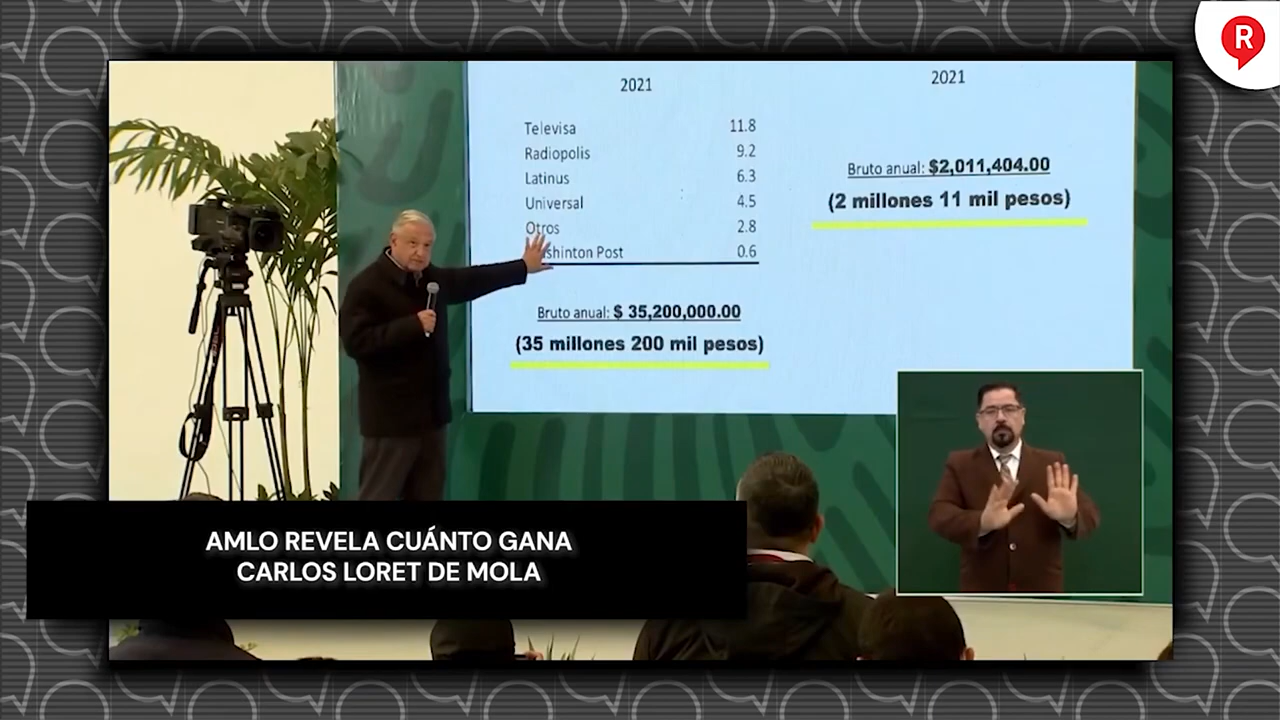 R
2021
Televisa 11.8
Radiopolis 9.2
Latinus 6.3
Universal 4.5
Otros 2.8
shinton Post 0.6
Bruto anual: $ 35,200,000.00
(35 millones 200 mil pesos)
2021
Bruto anual: $2,011,404.00
(2 millones 11 mil pesos)
AMLO REVELA CUÁNTO GANA
CARLOS LORET DE MOLA